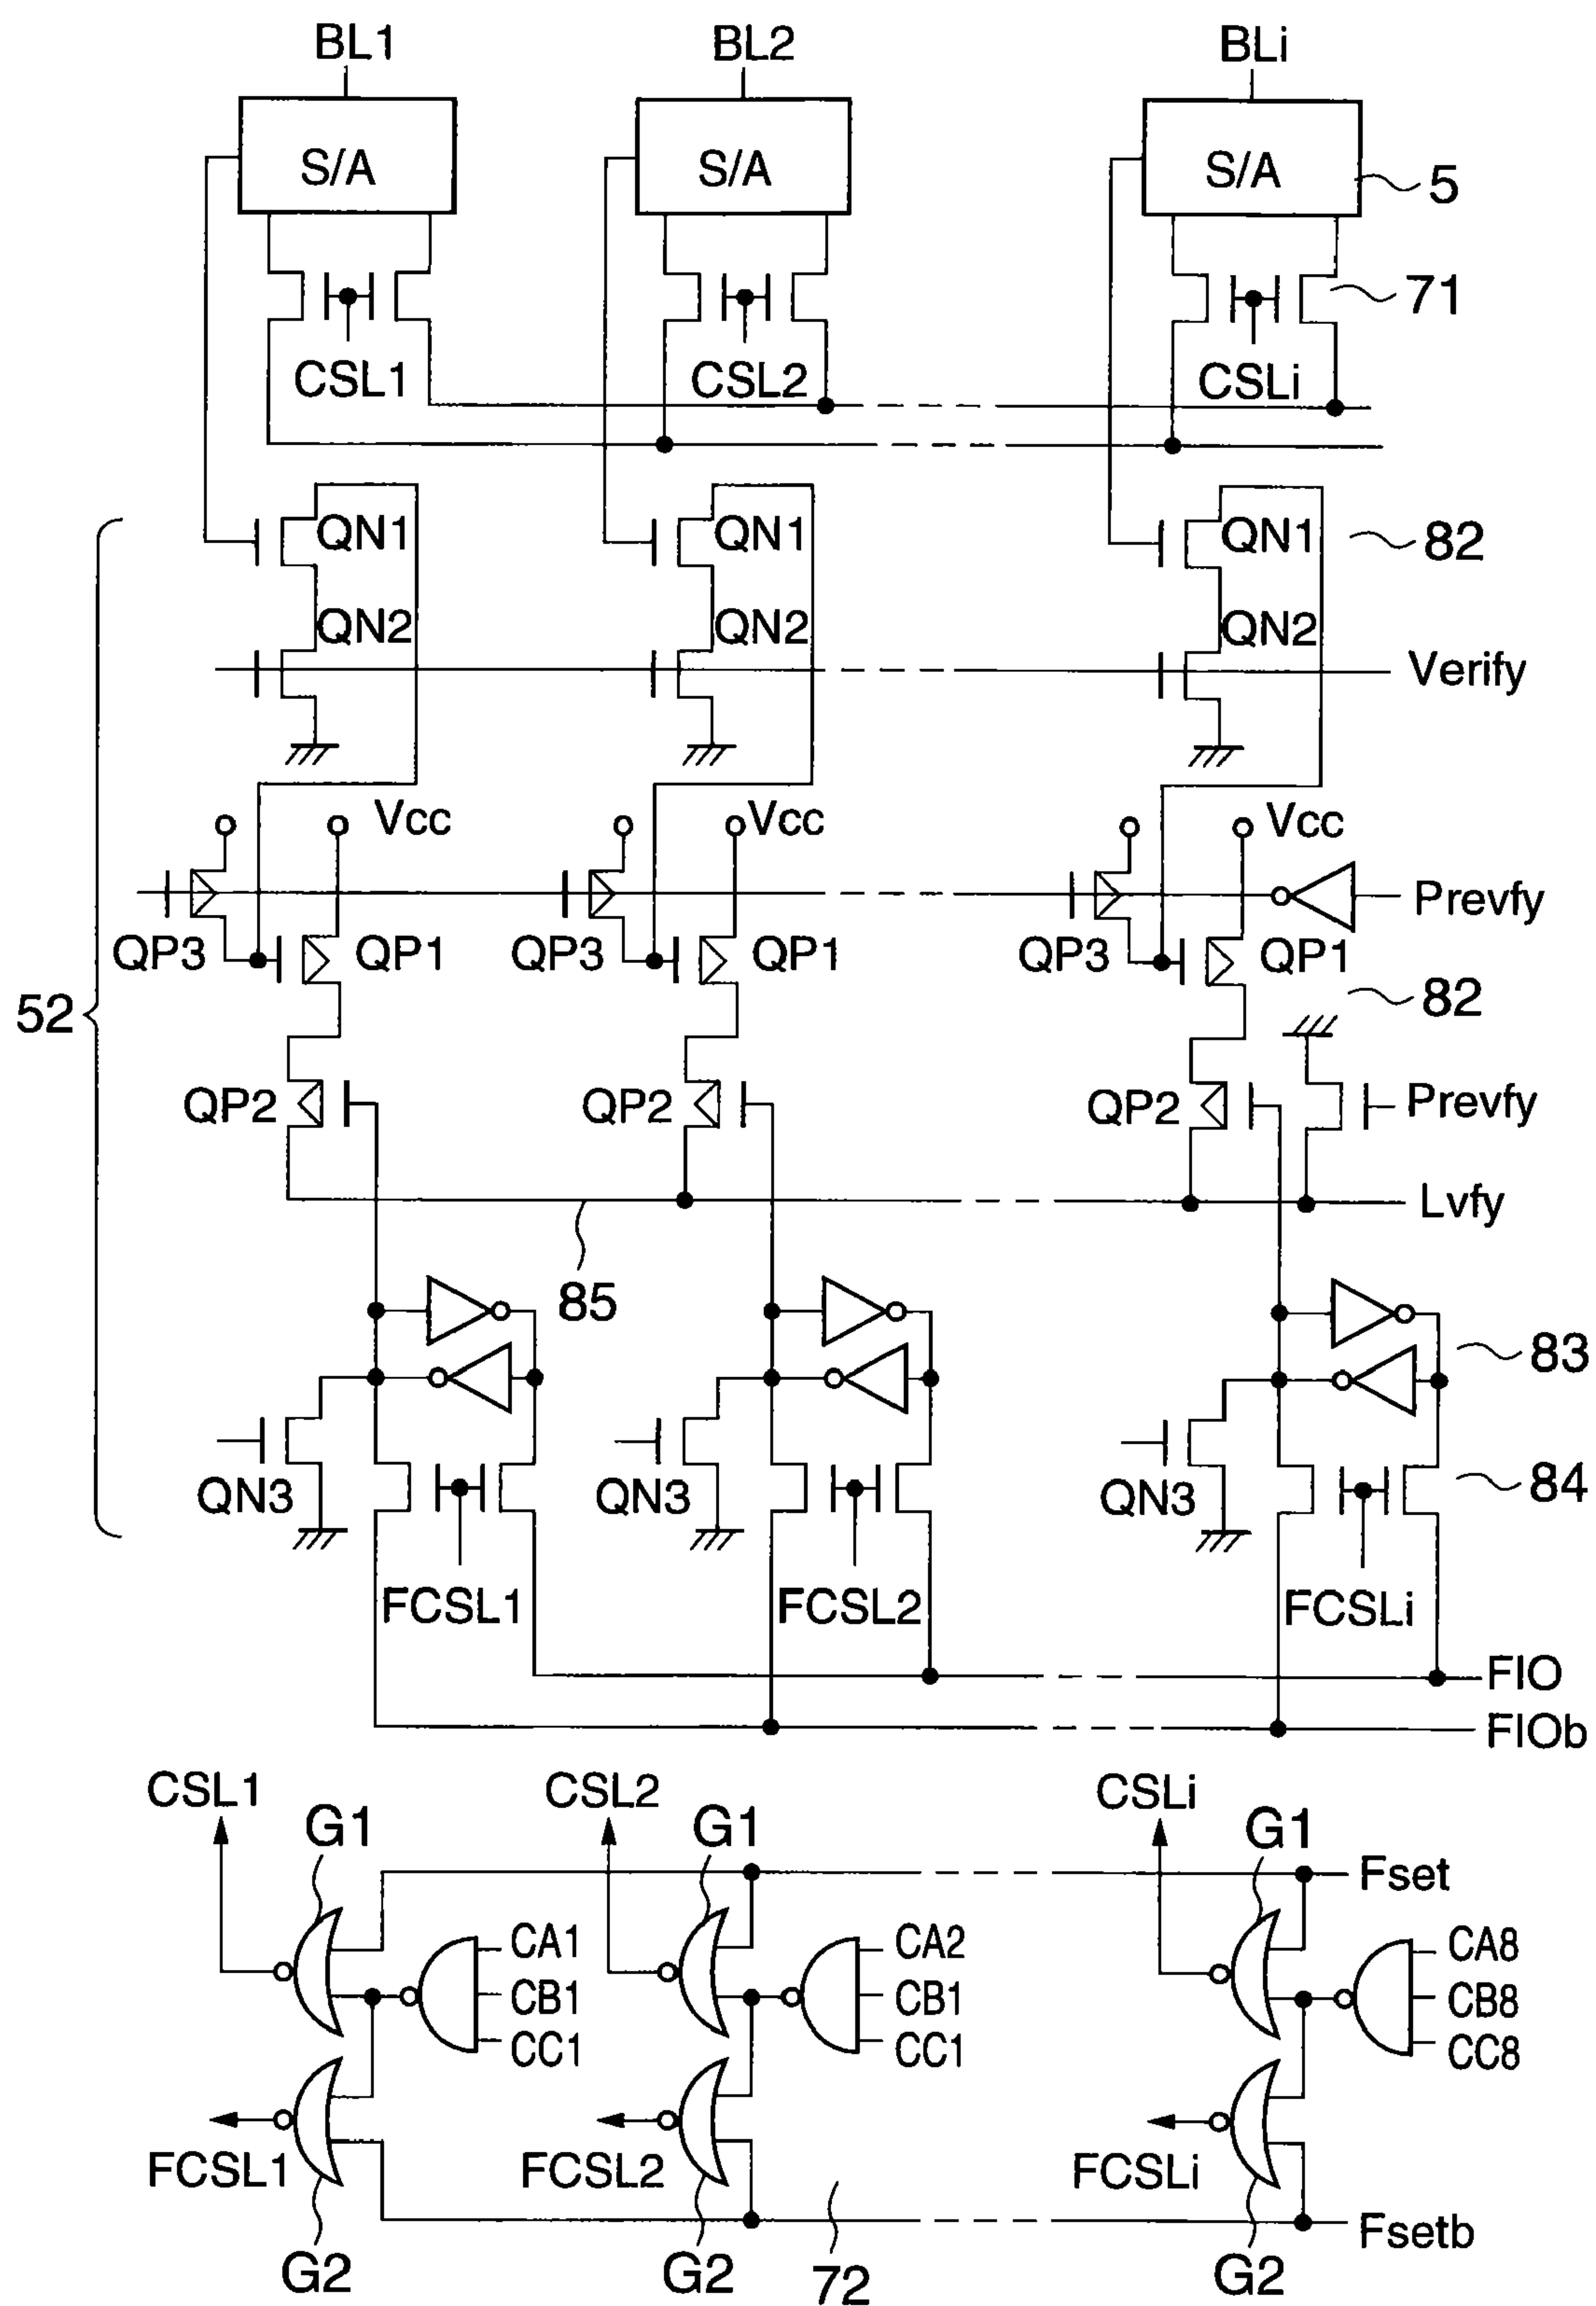 BL1 BL2 BLi
S/A S/A S/A 5
71
CSL1 CSL2 CSLi
QN1 QN1 QN1 82
QN2 QN2 QN2
Verify
Vcc Vcc Vcc
Prevfy
QP3 QP1 QP3 QP1 QP3 QP1
52 82
QP2 QP2 QP2 Prevfy
Lvfy
85
83
QN3 QN3 QN3 84
FCSL1 FCSL2 FCSLi
FIO
FIOb
CSL1 CSL2 CSLi
G1 G1 G1
Fset
CA1 CA2 CA8
CB1 CB1 CB8
CC1 CC1 CC8
FCSL1 FCSL2 FCSLi
Fsetb
G2 G2 72 G2